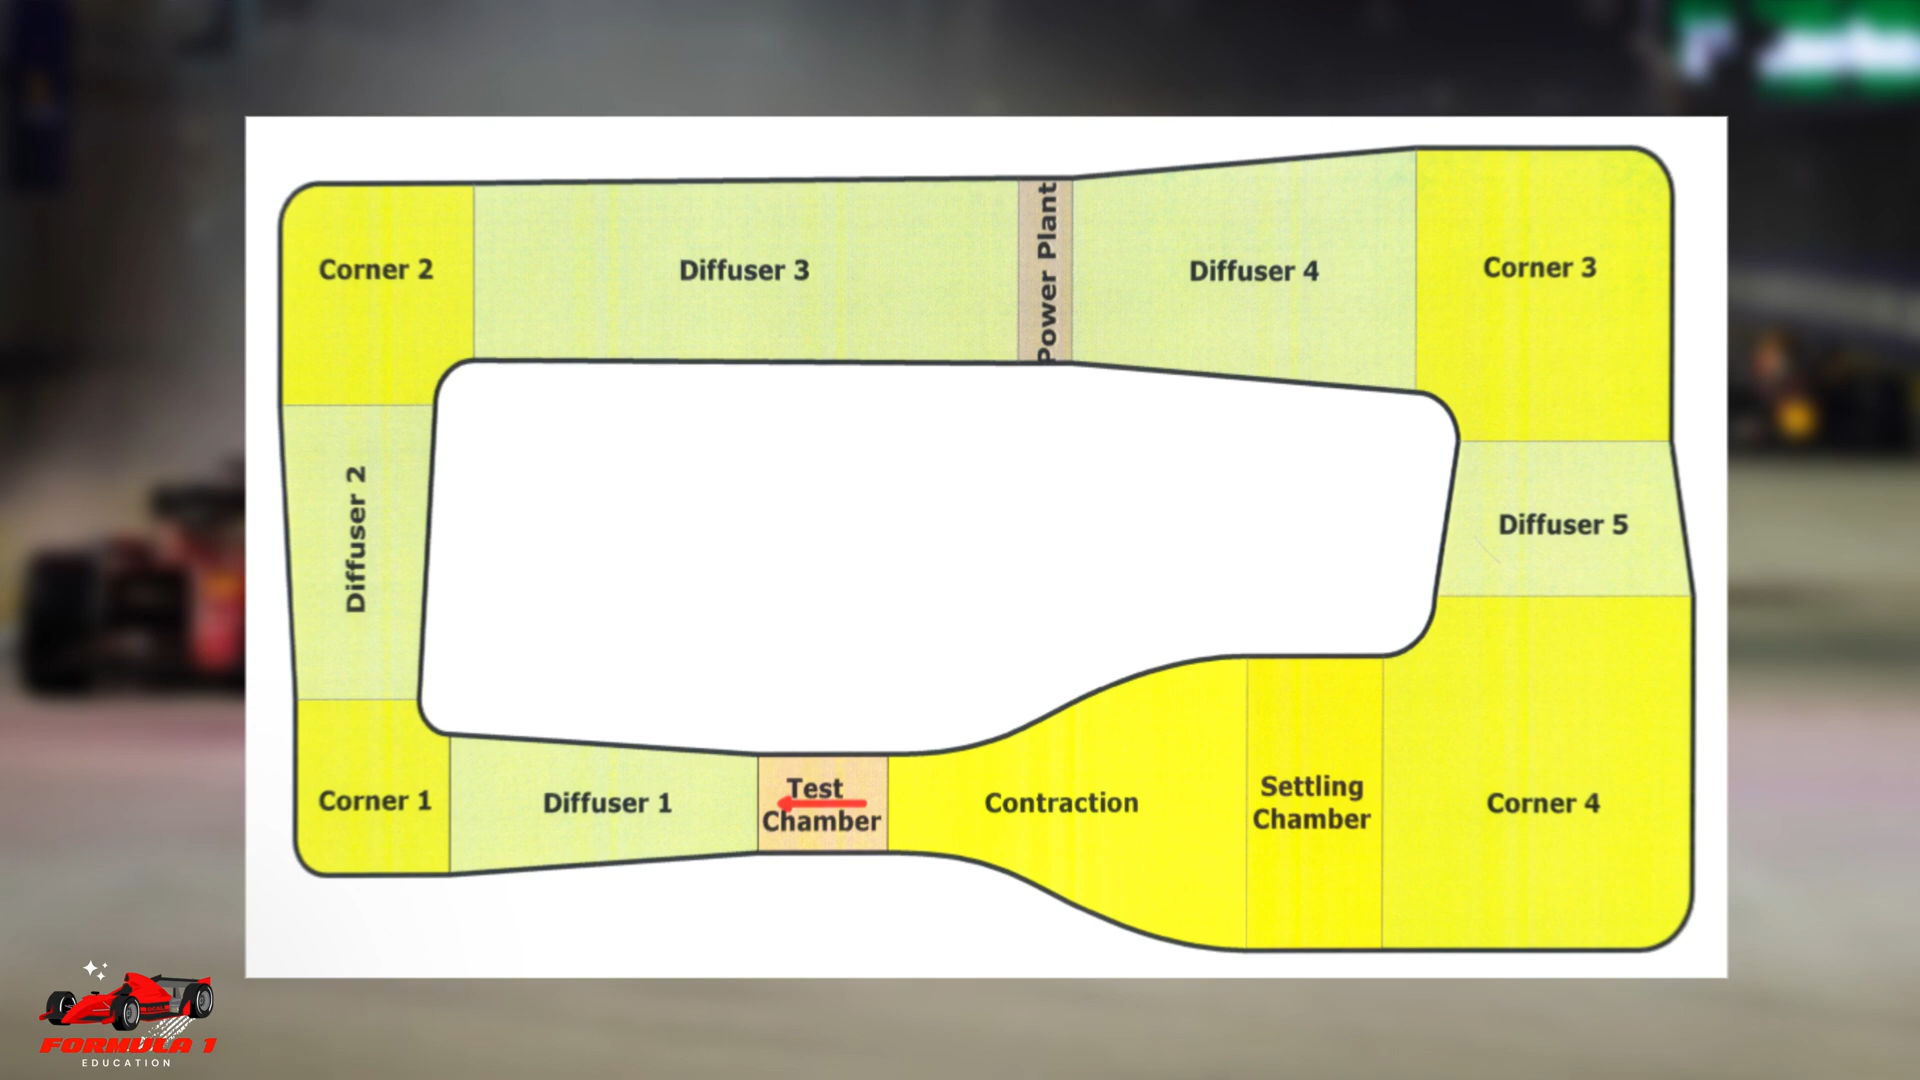 Corner 2
Diffuser 3
Power Plant
Diffuser 4
Corner 3
Diffuser 2
Diffuser 5
Corner 1
Diffuser 1
Test
Chamber
Contraction
Settling
Chamber
Corner 4
FORMULA 1
EDUCATION